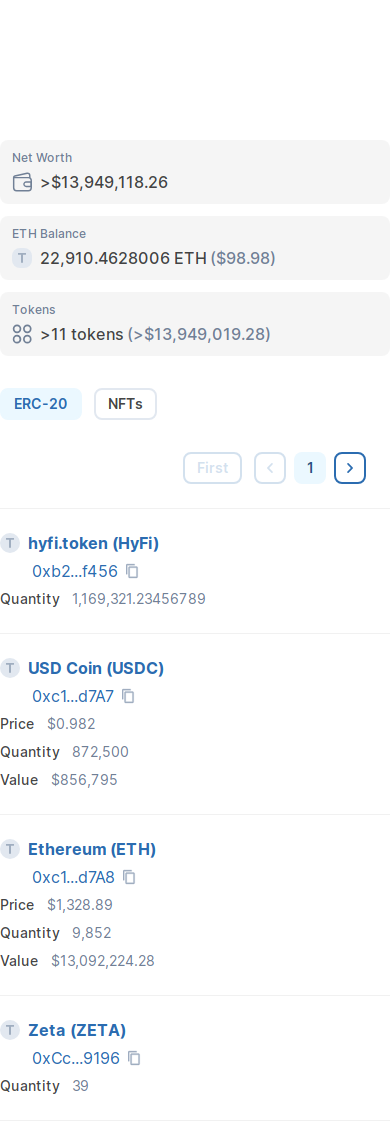 Net Worth
>$13,949,118.26
ETH Balance
T 22,910.4628006 ETH ($98.98)
Tokens
>11 tokens (>$13,949,019.28)
ERC-20 NFTs
First 1
T hyfi.token (HyFi)
0xb2...f456
Quantity 1,169,321.23456789
T USD Coin (USDC)
0xc1...d7A7
Price $0.982
Quantity 872,500
Value $856,795
T Ethereum (ETH)
0xc1...d7A8
Price $1,328.89
Quantity 9,852
Value $13,092,224.28
T Zeta (ZETA)
0xCc...9196
Quantity 39